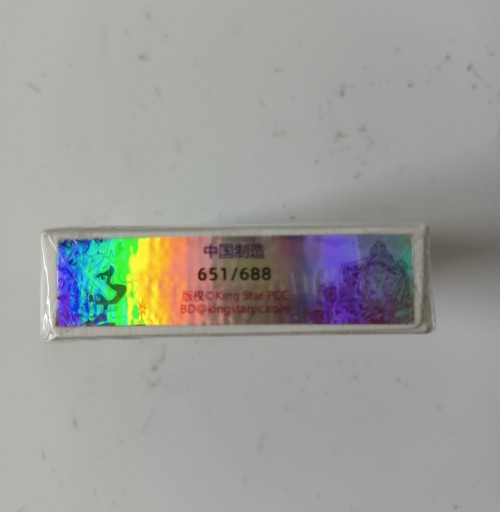 中国制造
651/688
版权©King Star PCC
BD@kingstarpc.com